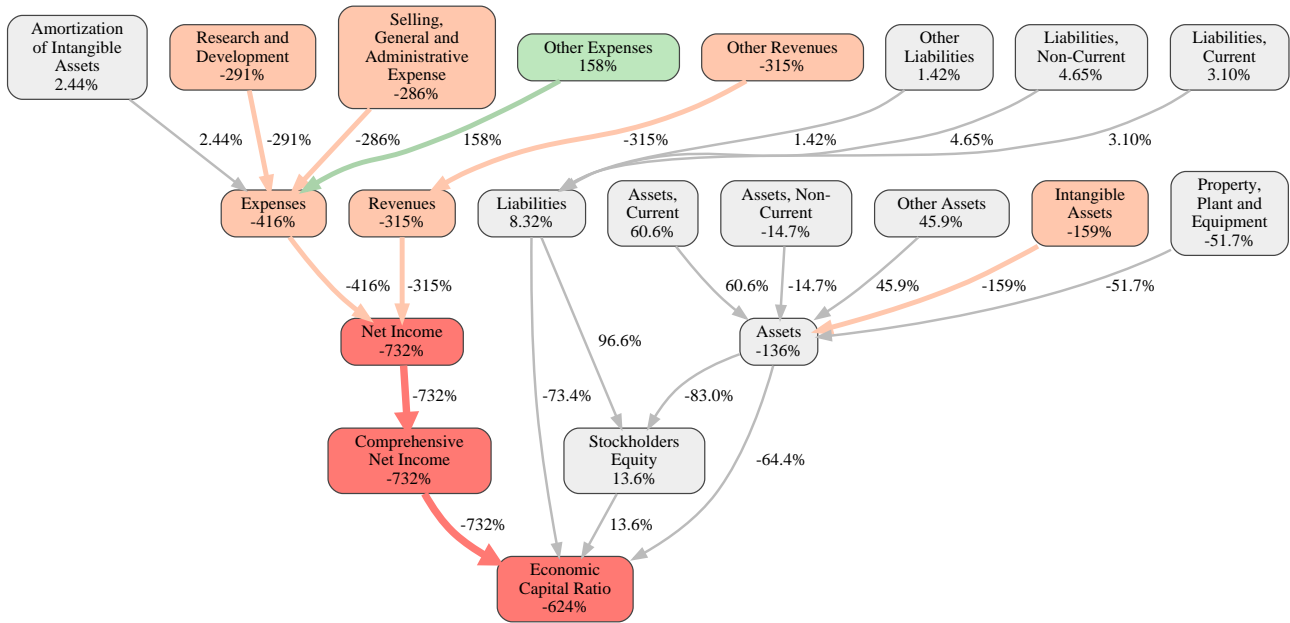 Amortization
of Intangible
Assets
2.44%
Research and
Development
-291%
Selling,
General and
Administrative
Expense
-286%
Other Expenses
158%
Other Revenues
-315%
Other
Liabilities
1.42%
Liabilities,
Non-Current
4.65%
Liabilities,
Current
3.10%
2.44%
-291%
-286%
158%
-315%
1.42%
4.65%
3.10%
Expenses
-416%
Revenues
-315%
Liabilities
8.32%
Assets,
Current
60.6%
Assets, Non-
Current
-14.7%
Other Assets
45.9%
Intangible
Assets
-159%
Property,
Plant and
Equipment
-51.7%
-416%
-315%
60.6%
-14.7%
45.9%
-159%
-51.7%
Net Income
-732%
96.6%
Assets
-136%
-732%
-73.4%
-83.0%
Comprehensive
Net Income
-732%
Stockholders
Equity
13.6%
-64.4%
-732%
13.6%
Economic
Capital Ratio
-624%